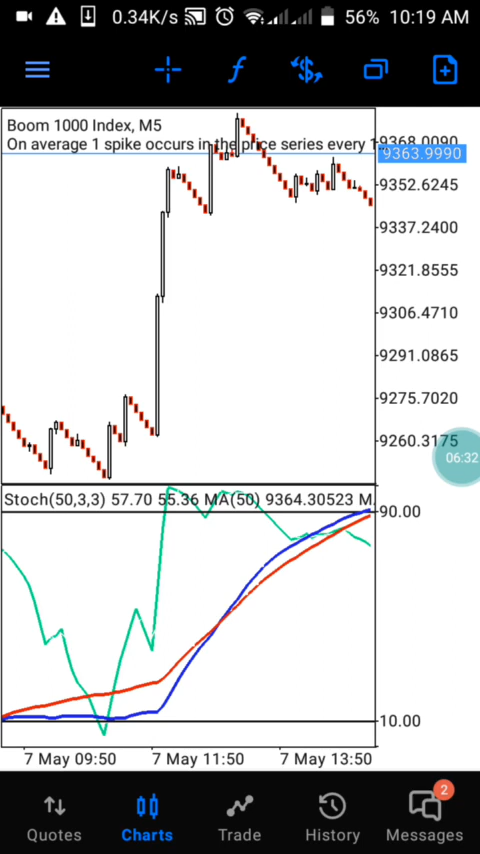 0.34K/s 56% 10:19 AM
f
Boom 1000 Index, M5
On average 1 spike occurs in the price series every
9368.0090
9363.9990
9352.6245
9337.2400
9321.8555
9306.4710
9291.0865
9275.7020
9260.3175
06:32
Stoch(50,3,3) 57.70 55.36 MA(50) 9364.30523 M
90.00
10.00
7 May 09:50 7 May 11:50 7 May 13:50
2
Quotes Charts Trade History Messages